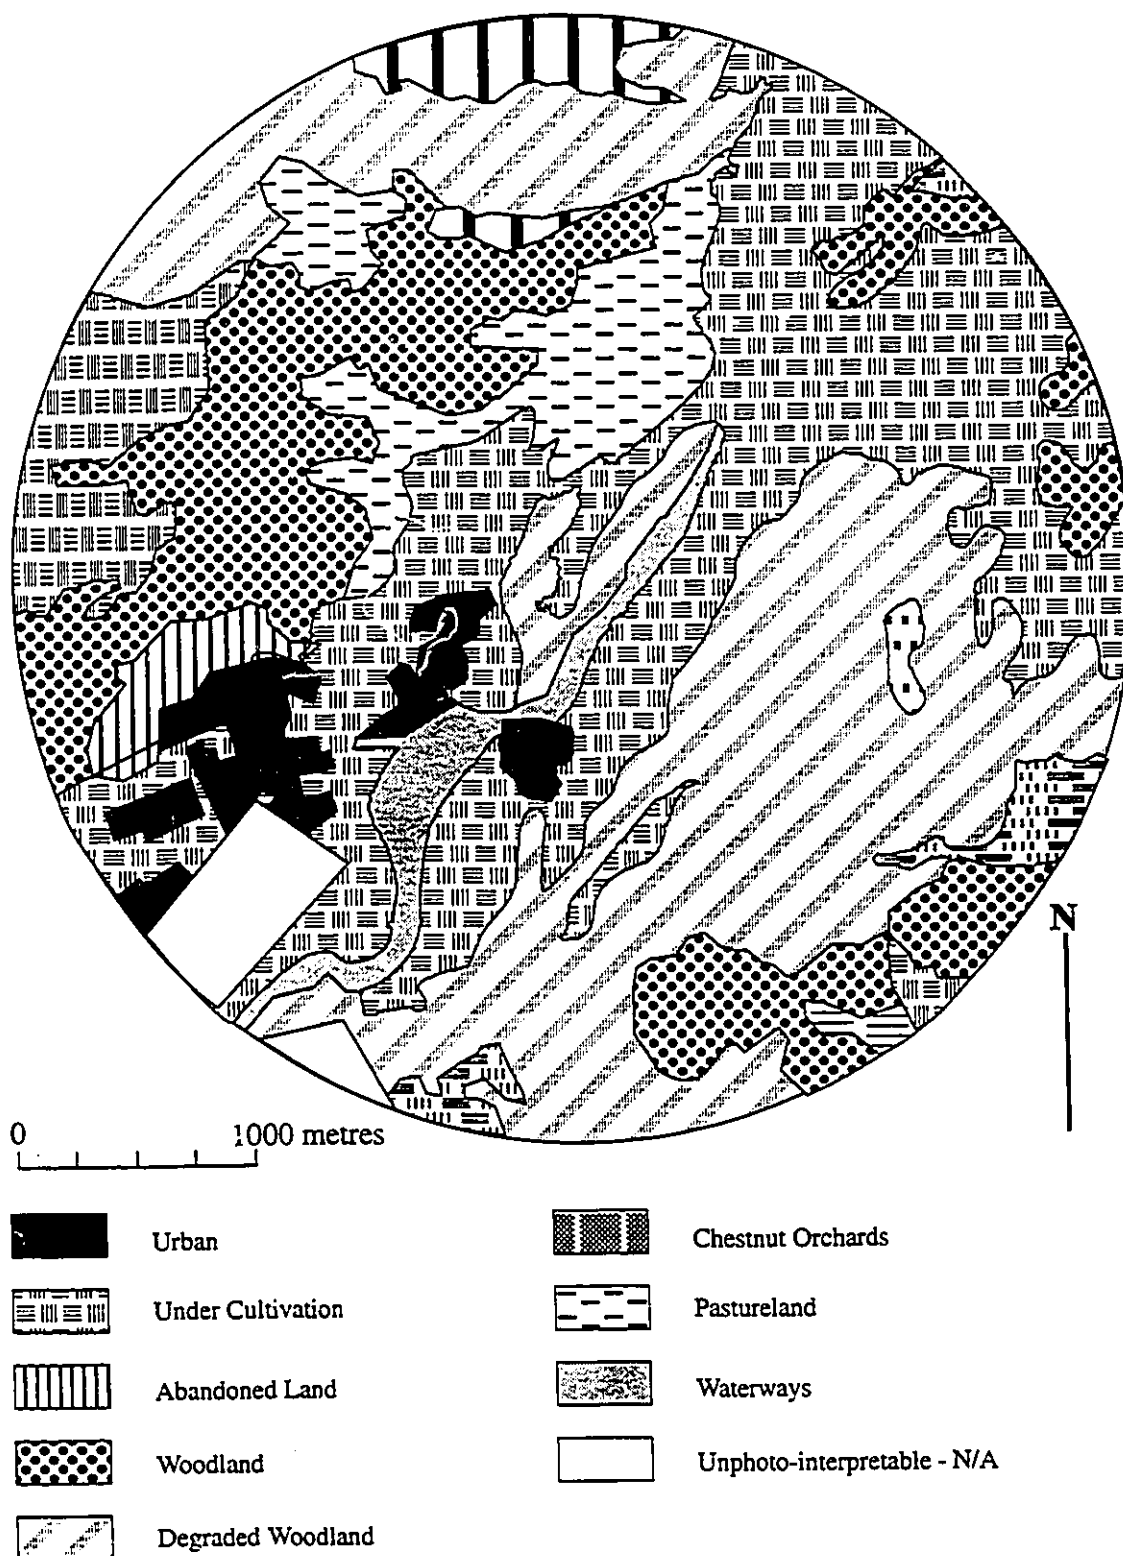 N
0 1000 metres
Urban
Chestnut Orchards
Under Cultivation
Pastureland
Abandoned Land
Waterways
Woodland
Unphoto-interpretable - N/A
Degraded Woodland